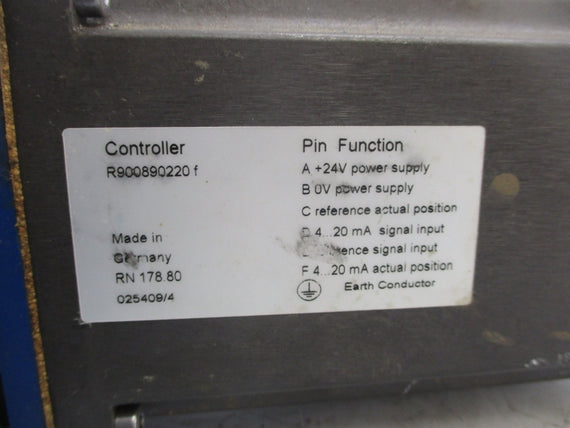 Controller
R900890220 f
Made in
Germany
RN 178.80
025409/4
Pin Function
A +24V power supply
B 0V power supply
C reference actual position
D 4...20 mA signal input
signal input
F 4...20 mA actual position
Earth Conductor